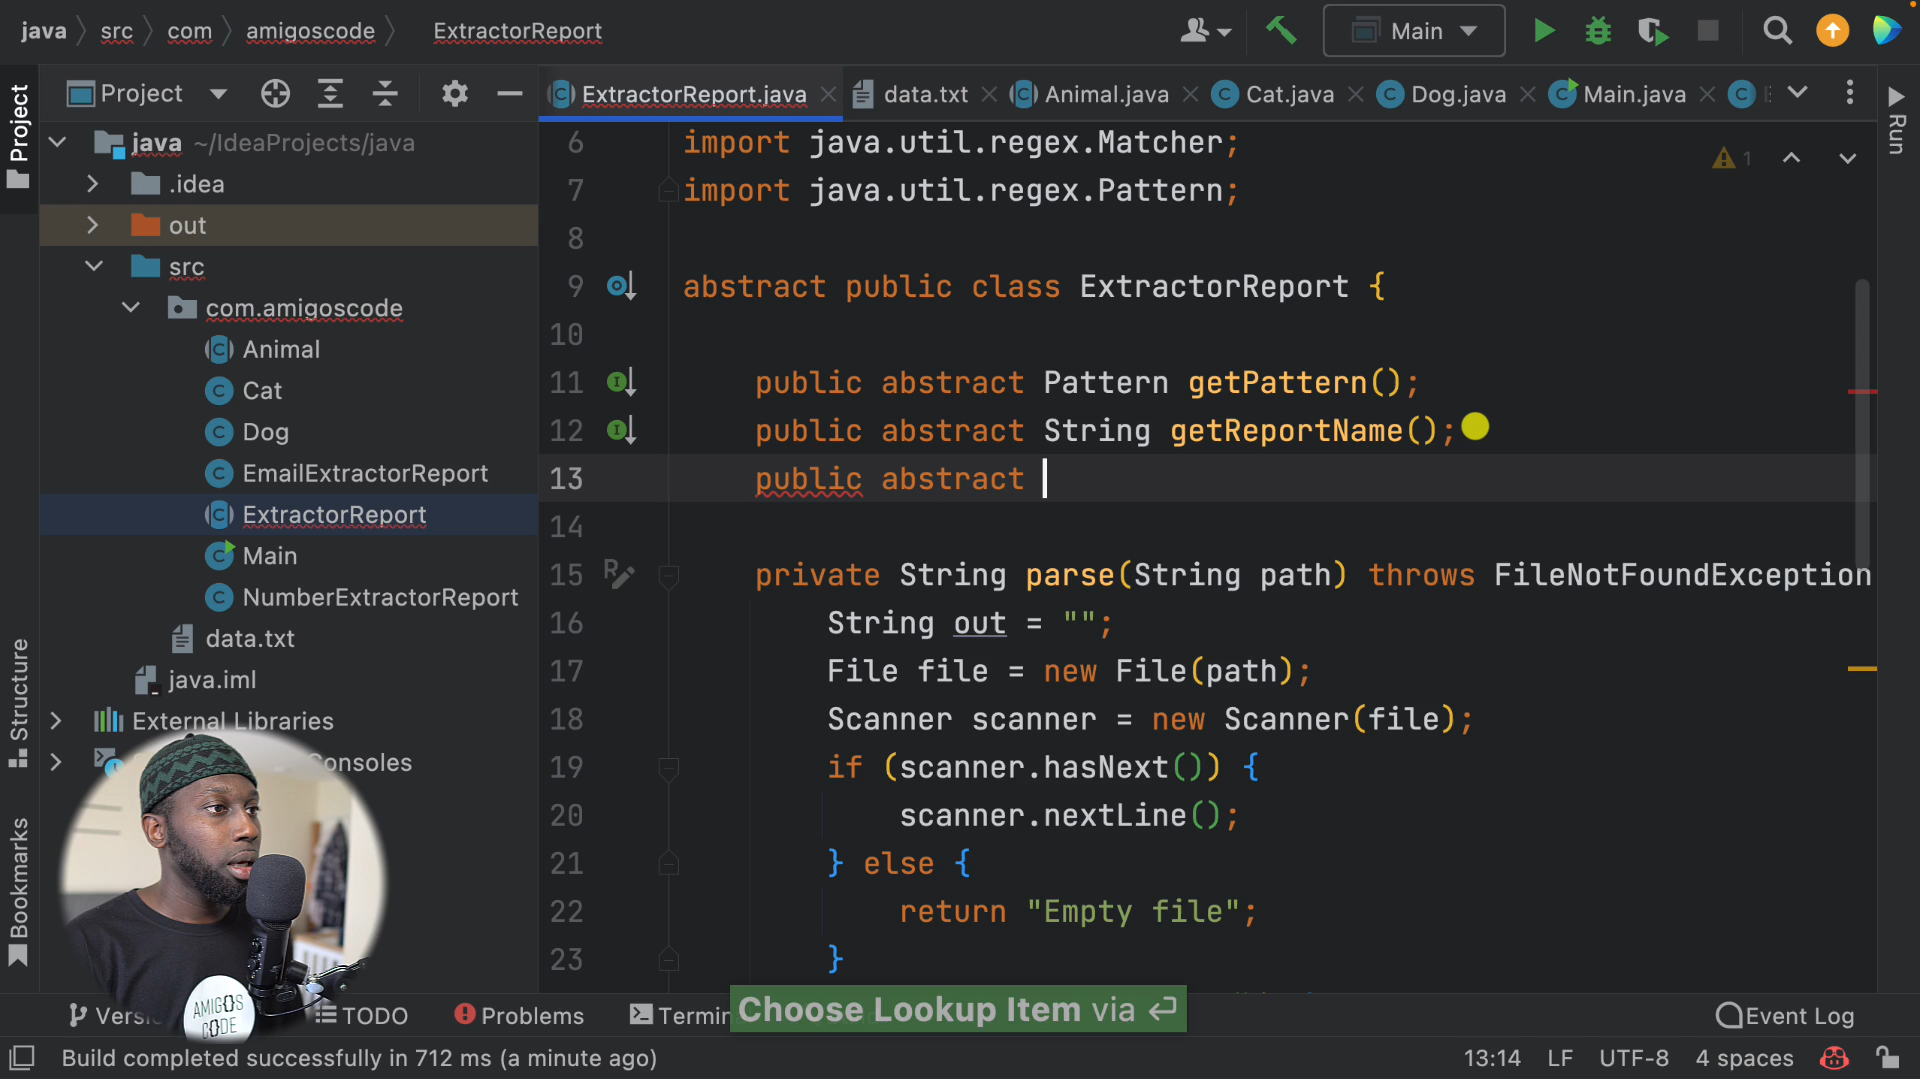 java src com amigoscode ExtractorReport
Main
Project
ExtractorReport.java data.txt Animal.java Cat.java Dog.java Main.java
Project
Run
java ~/IdeaProjects/java
.idea
out
src
com.amigoscode
Animal
Cat
Dog
EmailExtractorReport
ExtractorReport
Main
NumberExtractorReport
data.txt
java.iml
External Libraries
Consoles
Structure
Bookmarks
1
6 import java.util.regex.Matcher;
7 import java.util.regex.Pattern;
8
9 abstract public class ExtractorReport {
10
11 public abstract Pattern getPattern();
12 public abstract String getReportName();
13 public abstract
14
15 private String parse(String path) throws FileNotFoundException
16 String out = "";
17 File file = new File(path);
18 Scanner scanner = new Scanner(file);
19 if (scanner.hasNext()) {
20 scanner.nextLine();
21 } else {
22 return "Empty file";
23 }
AMIGOS
C{}DE
TODO Problems Choose Lookup Item via ⏎ Event Log
Build completed successfully in 712 ms (a minute ago) 13:14 LF UTF-8 4 spaces